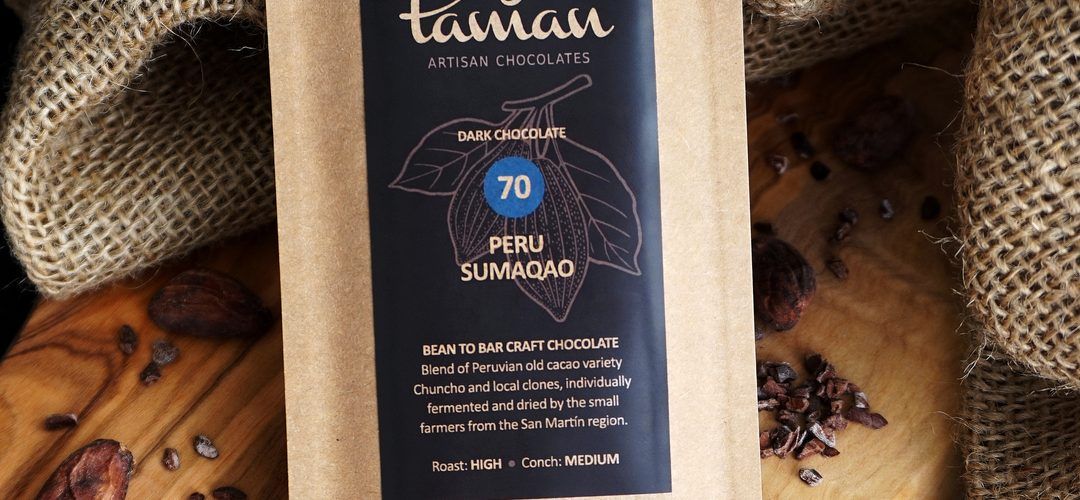 taman
ARTISAN CHOCOLATES
DARK CHOCOLATE
70
PERU
SUMAQAO
BEAN TO BAR CRAFT CHOCOLATE
Blend of Peruvian old cacao variety
Chuncho and local clones, individually
fermented and dried by the small
farmers from the San Martín region.
Roast: HIGH • Conch: MEDIUM